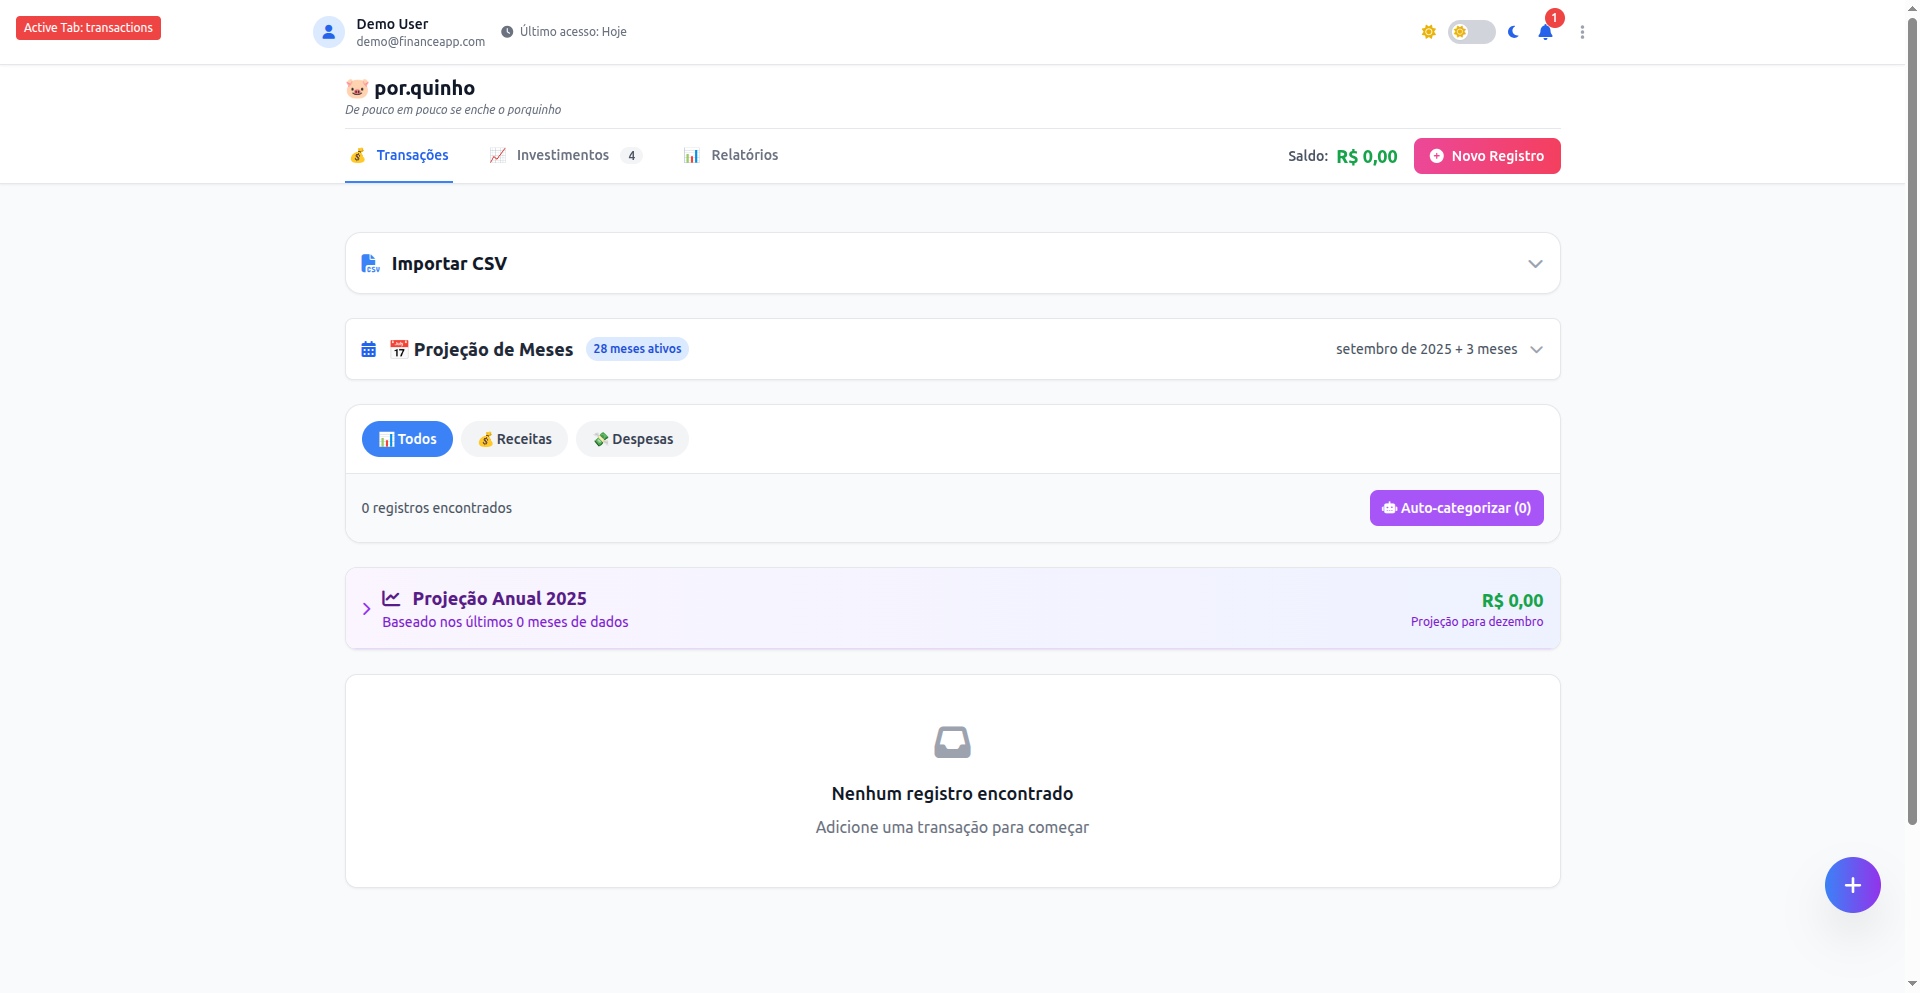 Active Tab: transactions
Demo User
demo@financeapp.com
Último acesso: Hoje
1
por.quinho
De pouco em pouco se enche o porquinho
Transações
Investimentos 4
Relatórios
Saldo: R$ 0,00
Novo Registro
CSV
Importar CSV
Projeção de Meses
28 meses ativos
setembro de 2025 + 3 meses
Todos
Receitas
Despesas
0 registros encontrados
Auto-categorizar (0)
Projeção Anual 2025
Baseado nos últimos 0 meses de dados
R$ 0,00
Projeção para dezembro
Nenhum registro encontrado
Adicione uma transação para começar